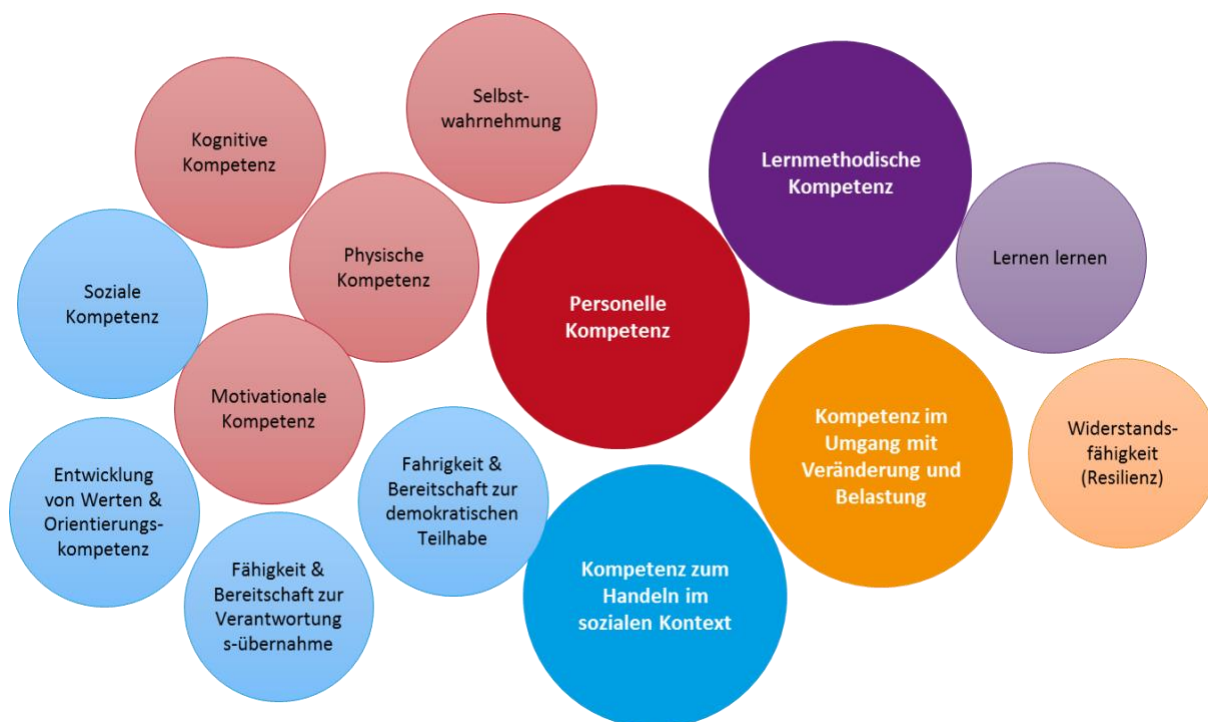 Selbst-
wahrnehmung
Kognitive
Kompetenz
Lernmethodische
Kompetenz
Physische
Kompetenz
Lernen lernen
Soziale
Kompetenz
Personelle
Kompetenz
Motivationale
Kompetenz
Kompetenz im
Umgang mit
Veränderung und
Belastung
Widerstands-
fähigkeit
(Resilienz)
Entwicklung
von Werten &
Orientierungs-
kompetenz
Fahrigkeit &
Bereitschaft zur
demokratischen
Teilhabe
Fähigkeit &
Bereitschaft zur
Verantwortung
s-übernahme
Kompetenz zum
Handeln im
sozialen Kontext